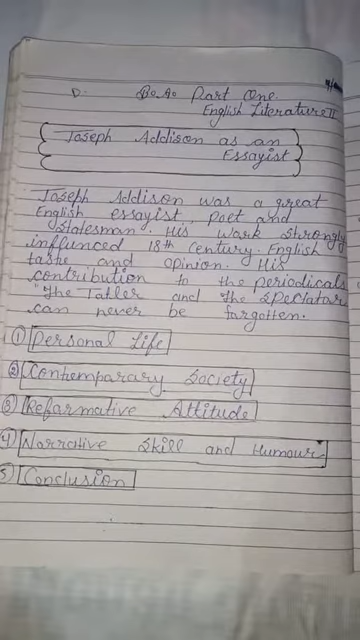 B.A. Part One
English Literature II
Joseph Addison as an
Essayist
Joseph Addison was a great
English essayist, poet and
Statesman. His work strongly
influnced 18th Century English
taste and opinion. His
contribution to the periodicals
"The Tatler and the Spectator
can never be forgotten.
① Personal Life
② Contemparary Society
③ Reformative Attitude
④ Norrative Skill and Humour
⑤ Conclusion